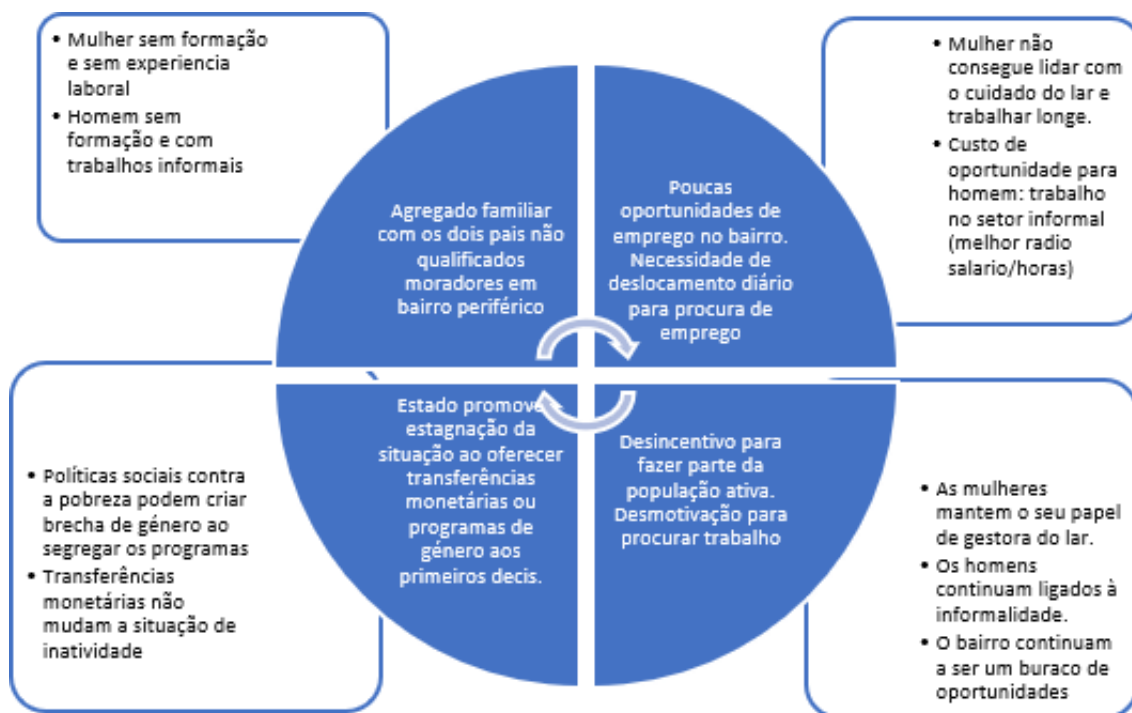 • Mulher sem formação
e sem experiencia
laboral
• Homem sem
formação e com
trabalhos informais
• Mulher não
consegue lidar com
o cuidado do lar e
trabalhar longe.
• Custo de
oportunidade para
homem: trabalho
no setor informal
(melhor radio
salario/horas)
Agregado familiar
com os dois pais não
qualificados
moradores em
bairro periférico
Poucas
oportunidades de
emprego no bairro.
Necessidade de
deslocamento diário
para procura de
emprego
Estado promove
estagnação da
situação ao oferecer
transferências
monetárias ou
programas de
género aos
primeiros decis.
Desincentivo para
fazer parte da
população ativa.
Desmotivação para
procurar trabalho
• Políticas sociais contra
a pobreza podem criar
brecha de género ao
segregar os programas
• Transferências
monetárias não
mudam a situação de
inatividade
• As mulheres
mantem o seu papel
de gestora do lar.
• Os homens
continuam ligados à
informalidade.
• O bairro continuam
a ser um buraco de
oportunidades